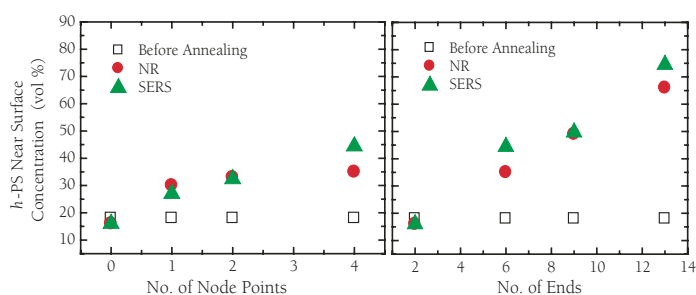 h-PS Near Surface
Concentration (vol %)
90
80
70
60
50
40
30
20
10
Before Annealing
NR
SERS
0 1 2 3 4
No. of Node Points
Before Annealing
NR
SERS
2 4 6 8 10 12 14
No. of Ends